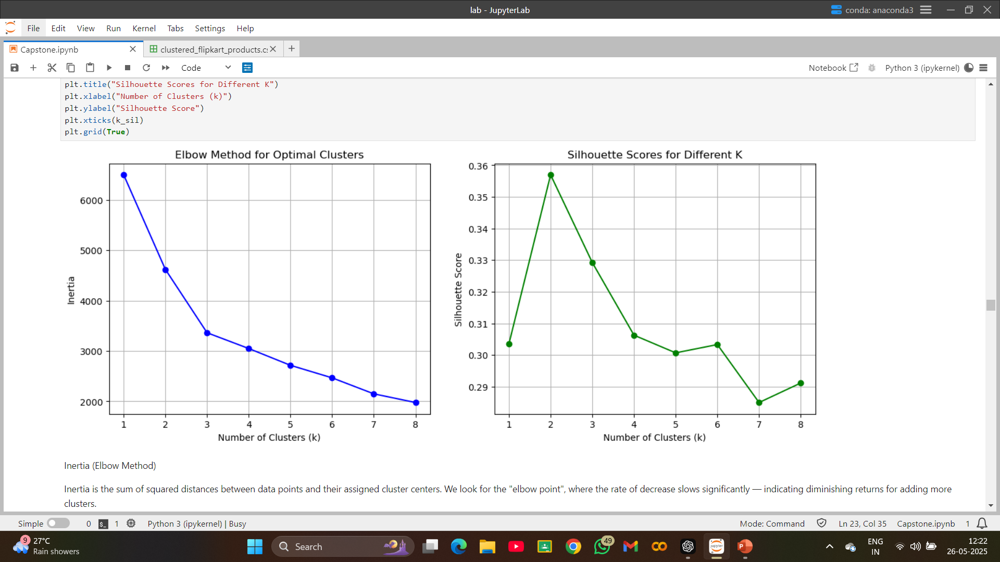 lab - JupyterLab
conda: anaconda3
File Edit View Run Kernel Tabs Settings Help
Capstone.ipynb
clustered_flipkart_products.c
Code
Notebook
Python 3 (ipykernel)
plt.title("Silhouette Scores for Different K")
plt.xlabel("Number of Clusters (k)")
plt.ylabel("Silhouette Score")
plt.xticks(k_sil)
plt.grid(True)
Elbow Method for Optimal Clusters
6000
5000
4000
3000
2000
Inertia
1 2 3 4 5 6 7 8
Number of Clusters (k)
Silhouette Scores for Different K
0.36
0.35
0.34
0.33
0.32
0.31
0.30
0.29
Silhouette Score
1 2 3 4 5 6 7 8
Number of Clusters (k)
Inertia (Elbow Method)
Inertia is the sum of squared distances between data points and their assigned cluster centers. We look for the "elbow point", where the rate of decrease slows significantly — indicating diminishing returns for adding more
clusters.
Simple 0 $_ 1 Python 3 (ipykernel) | Busy
Mode: Command Ln 23, Col 35 Capstone.ipynb 1
9
27°C
Rain showers
Search
49
jupyter
P
ENG
IN
12:22
26-05-2025